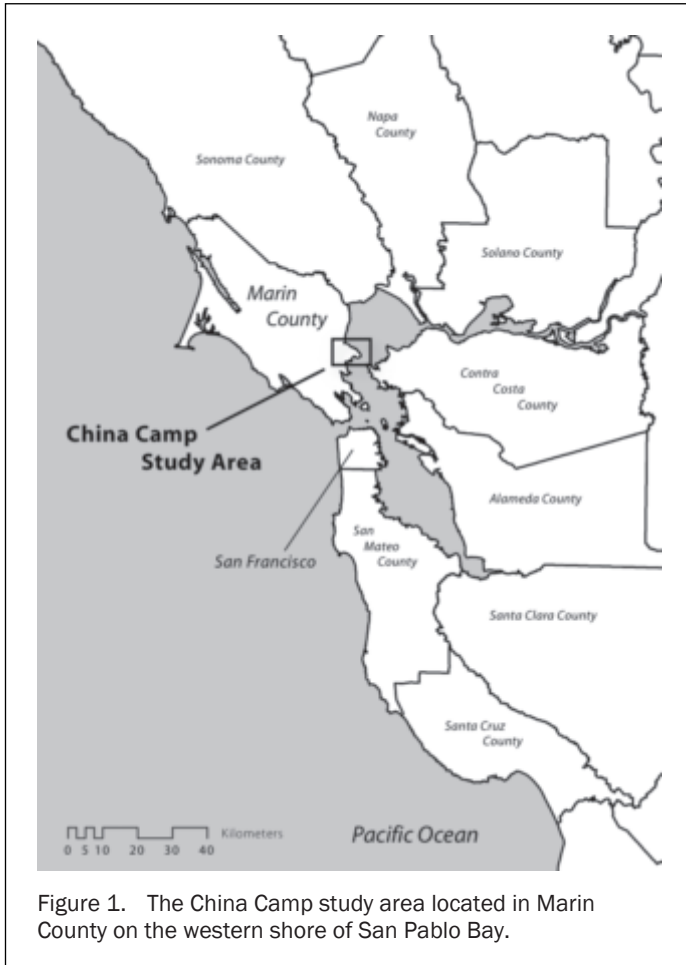 Napa
County
Sonoma County
Solano County
Marin
County
Contra
Costa
County
China Camp
Study Area
Alameda County
San
Mateo
County
San Francisco
Santa Clara County
Santa Cruz
County
Kilometers
0 5 10 20 30 40
Pacific Ocean
Figure 1. The China Camp study area located in Marin
County on the western shore of San Pablo Bay.